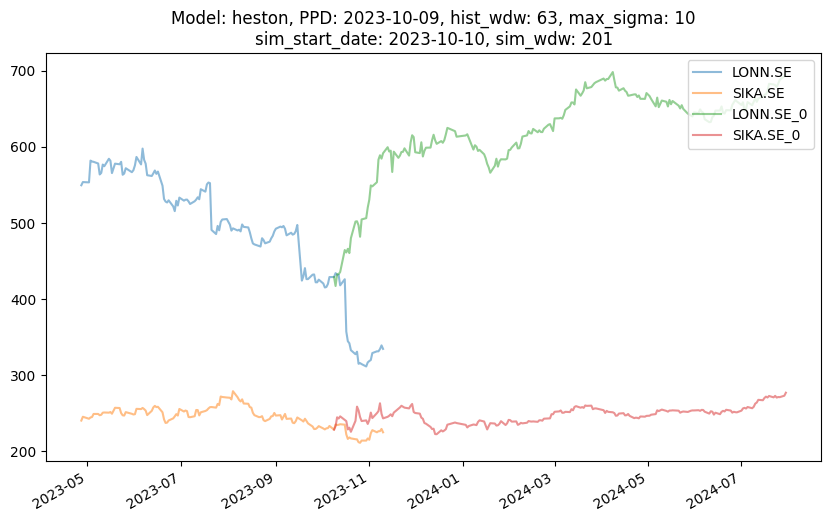 Model: heston, PPD: 2023-10-09, hist_wdw: 63, max_sigma: 10
sim_start_date: 2023-10-10, sim_wdw: 201
700
600
500
400
300
200
LONN.SE
SIKA.SE
LONN.SE_0
SIKA.SE_0
2023-05
2023-07
2023-09
2023-11
2024-01
2024-03
2024-05
2024-07